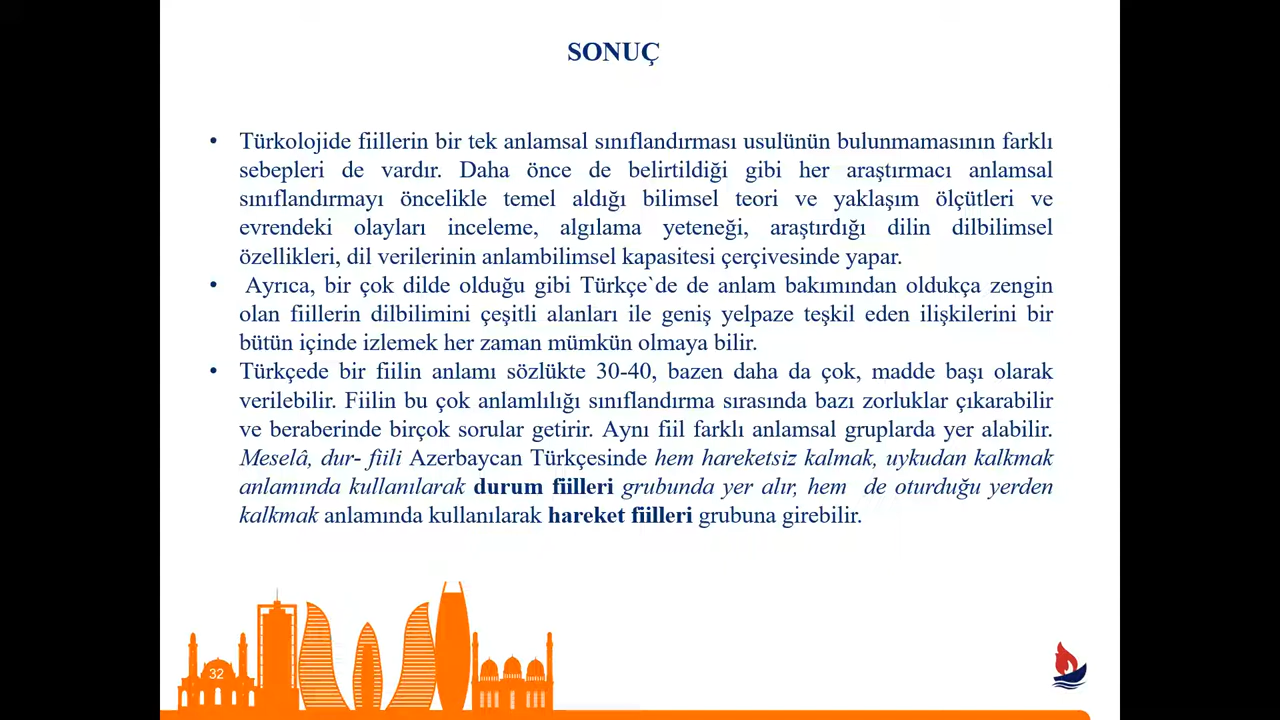 SONUÇ
• Türkolojide fiillerin bir tek anlamsal sınıflandırması usulünün bulunmamasının farklı
sebepleri de vardır. Daha önce de belirtildiği gibi her araştırmacı anlamsal
sınıflandırmayı öncelikle temel aldığı bilimsel teori ve yaklaşım ölçütleri ve
evrendeki olayları inceleme, algılama yeteneği, araştırdığı dilin dilbilimsel
özellikleri, dil verilerinin anlambilimsel kapasitesi çerçivesinde yapar.
• Ayrıca, bir çok dilde olduğu gibi Türkçe`de de anlam bakımından oldukça zengin
olan fiillerin dilbilimini çeşitli alanları ile geniş yelpaze teşkil eden ilişkilerini bir
bütün içinde izlemek her zaman mümkün olmaya bilir.
• Türkçede bir fiilin anlamı sözlükte 30-40, bazen daha da çok, madde başı olarak
verilebilir. Fiilin bu çok anlamlılığı sınıflandırma sırasında bazı zorluklar çıkarabilir
ve beraberinde birçok sorular getirir. Aynı fiil farklı anlamsal gruplarda yer alabilir.
Meselâ, dur- fiili Azerbaycan Türkçesinde hem hareketsiz kalmak, uykudan kalkmak
anlamında kullanılarak durum fiilleri grubunda yer alır, hem de oturduğu yerden
kalkmak anlamında kullanılarak hareket fiilleri grubuna girebilir.
32